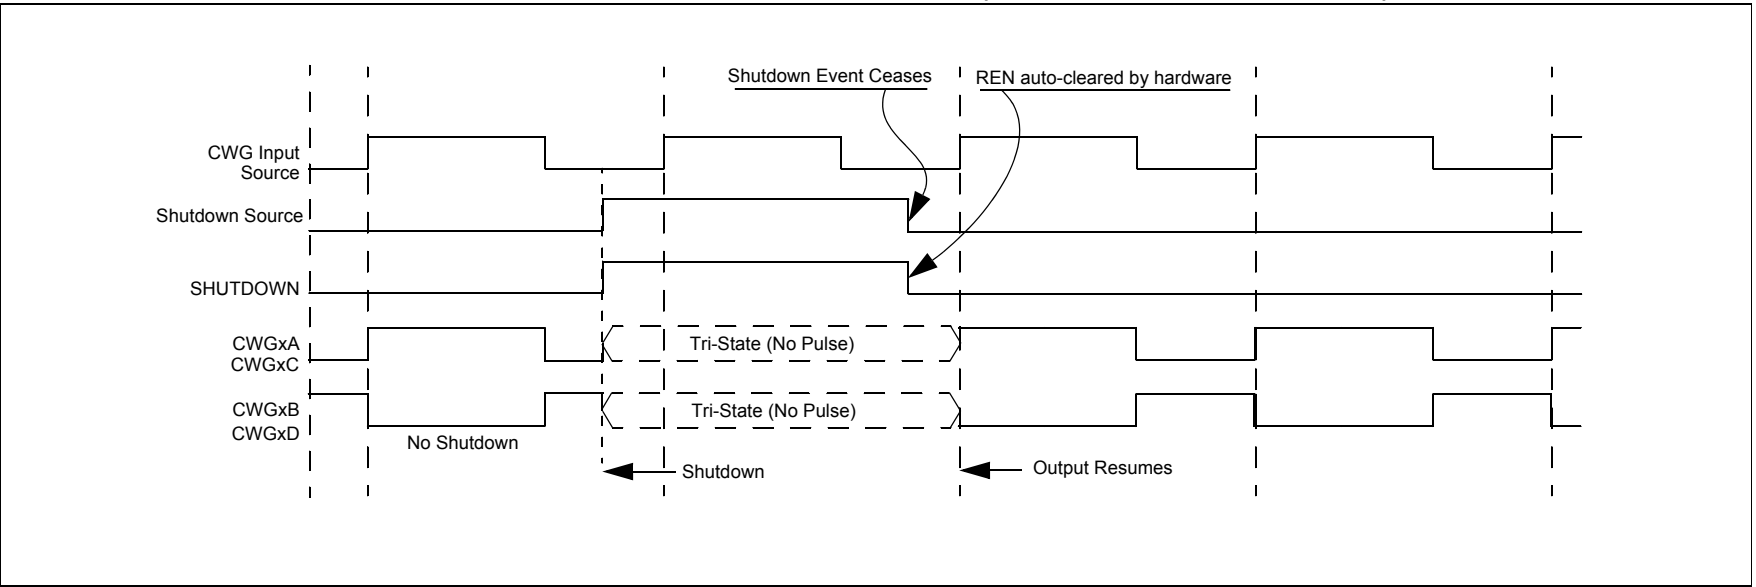 Shutdown Event Ceases
REN auto-cleared by hardware
CWG Input
Source
Shutdown Source
SHUTDOWN
CWGxA
CWGxC
Tri-State (No Pulse)
CWGxB
CWGxD
Tri-State (No Pulse)
No Shutdown
Shutdown
Output Resumes